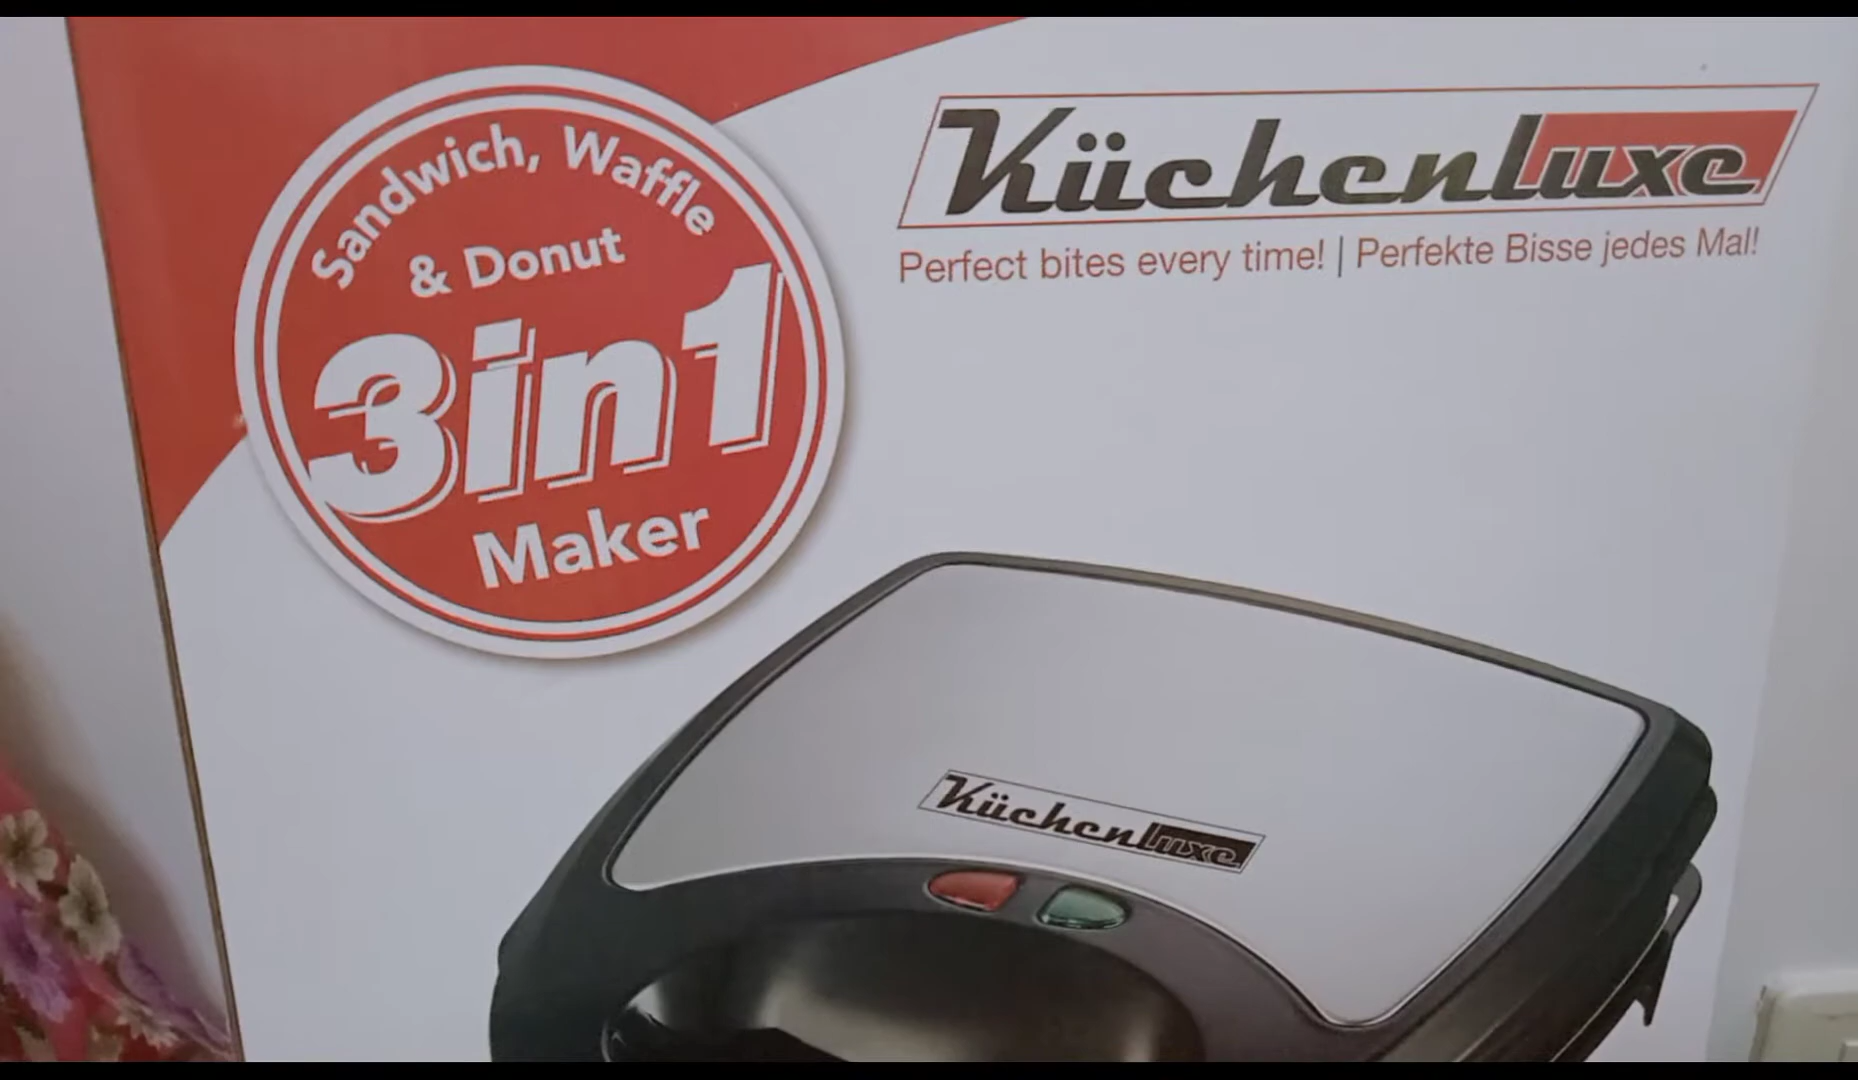 Sandwich, Waffle
& Donut
3in1
Maker
Küchenluxe
Perfect bites every time! | Perfekte Bisse jedes Mal!
Küchenluxe